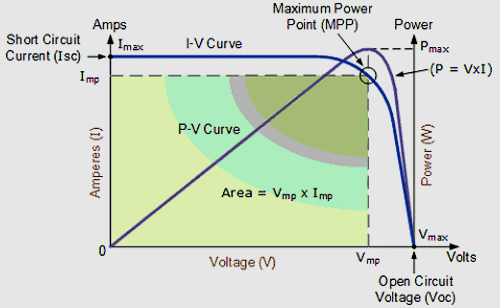 Amps
Maximum Power
Point (MPP)
Power
Short Circuit
Current (Isc)
Imax
I-V Curve
Pmax
Imp
(P = VxI)
P-V Curve
Amperes (I)
Power (W)
Area = Vmp x Imp
0
Voltage (V)
Vmp
Vmax
Volts
Open Circuit
Voltage (Voc)